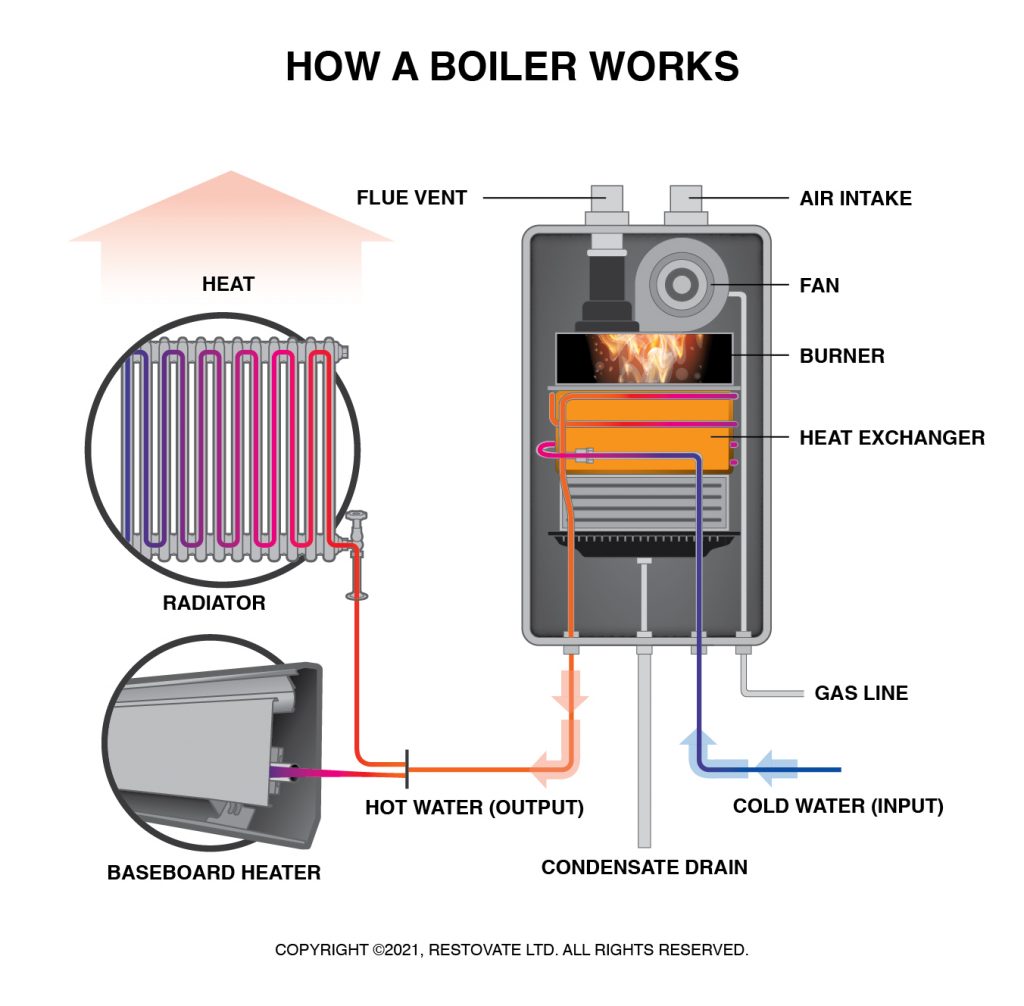 HOW A BOILER WORKS
FLUE VENT
AIR INTAKE
HEAT
FAN
BURNER
HEAT EXCHANGER
RADIATOR
GAS LINE
HOT WATER (OUTPUT)
COLD WATER (INPUT)
CONDENSATE DRAIN
BASEBOARD HEATER
COPYRIGHT ©2021, RESTOVATE LTD. ALL RIGHTS RESERVED.